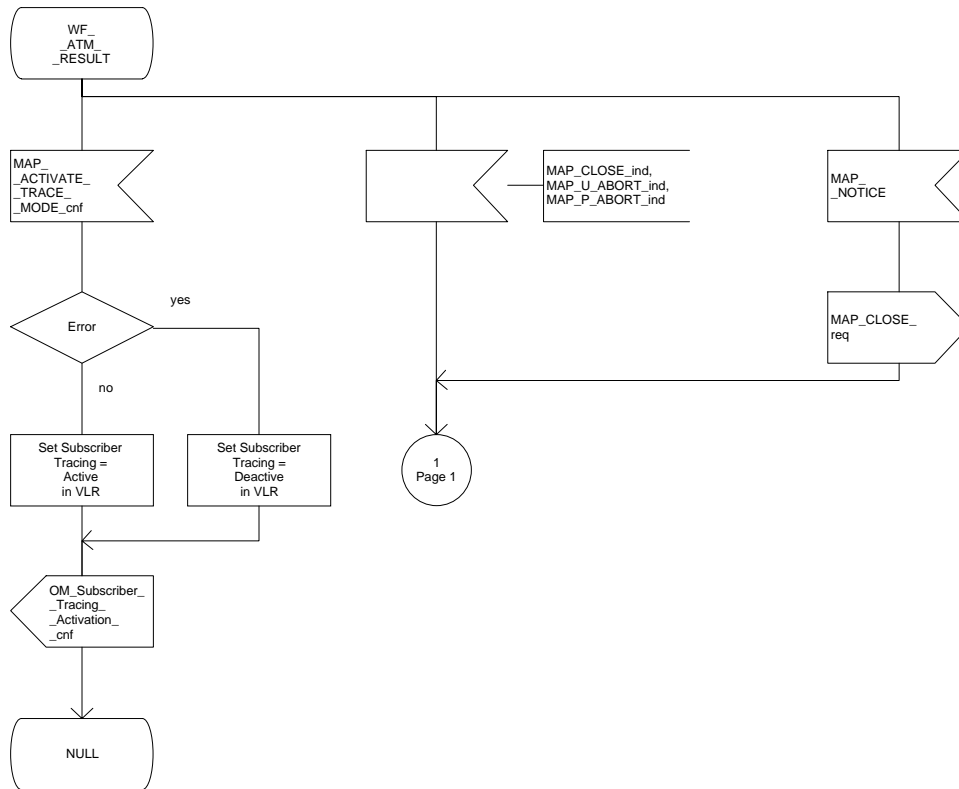 WF_
_ATM_
_RESULT
MAP_
_ACTIVATE_
_TRACE_
_MODE_cnf
MAP_CLOSE_ind,
MAP_U_ABORT_ind,
MAP_P_ABORT_ind
MAP_
_NOTICE
yes
Error
MAP_CLOSE_
req
no
Set Subscriber
Tracing =
Active
in VLR
Set Subscriber
Tracing =
Deactive
in VLR
1
Page 1
OM_Subscriber_
_Tracing_
_Activation_
_cnf
NULL